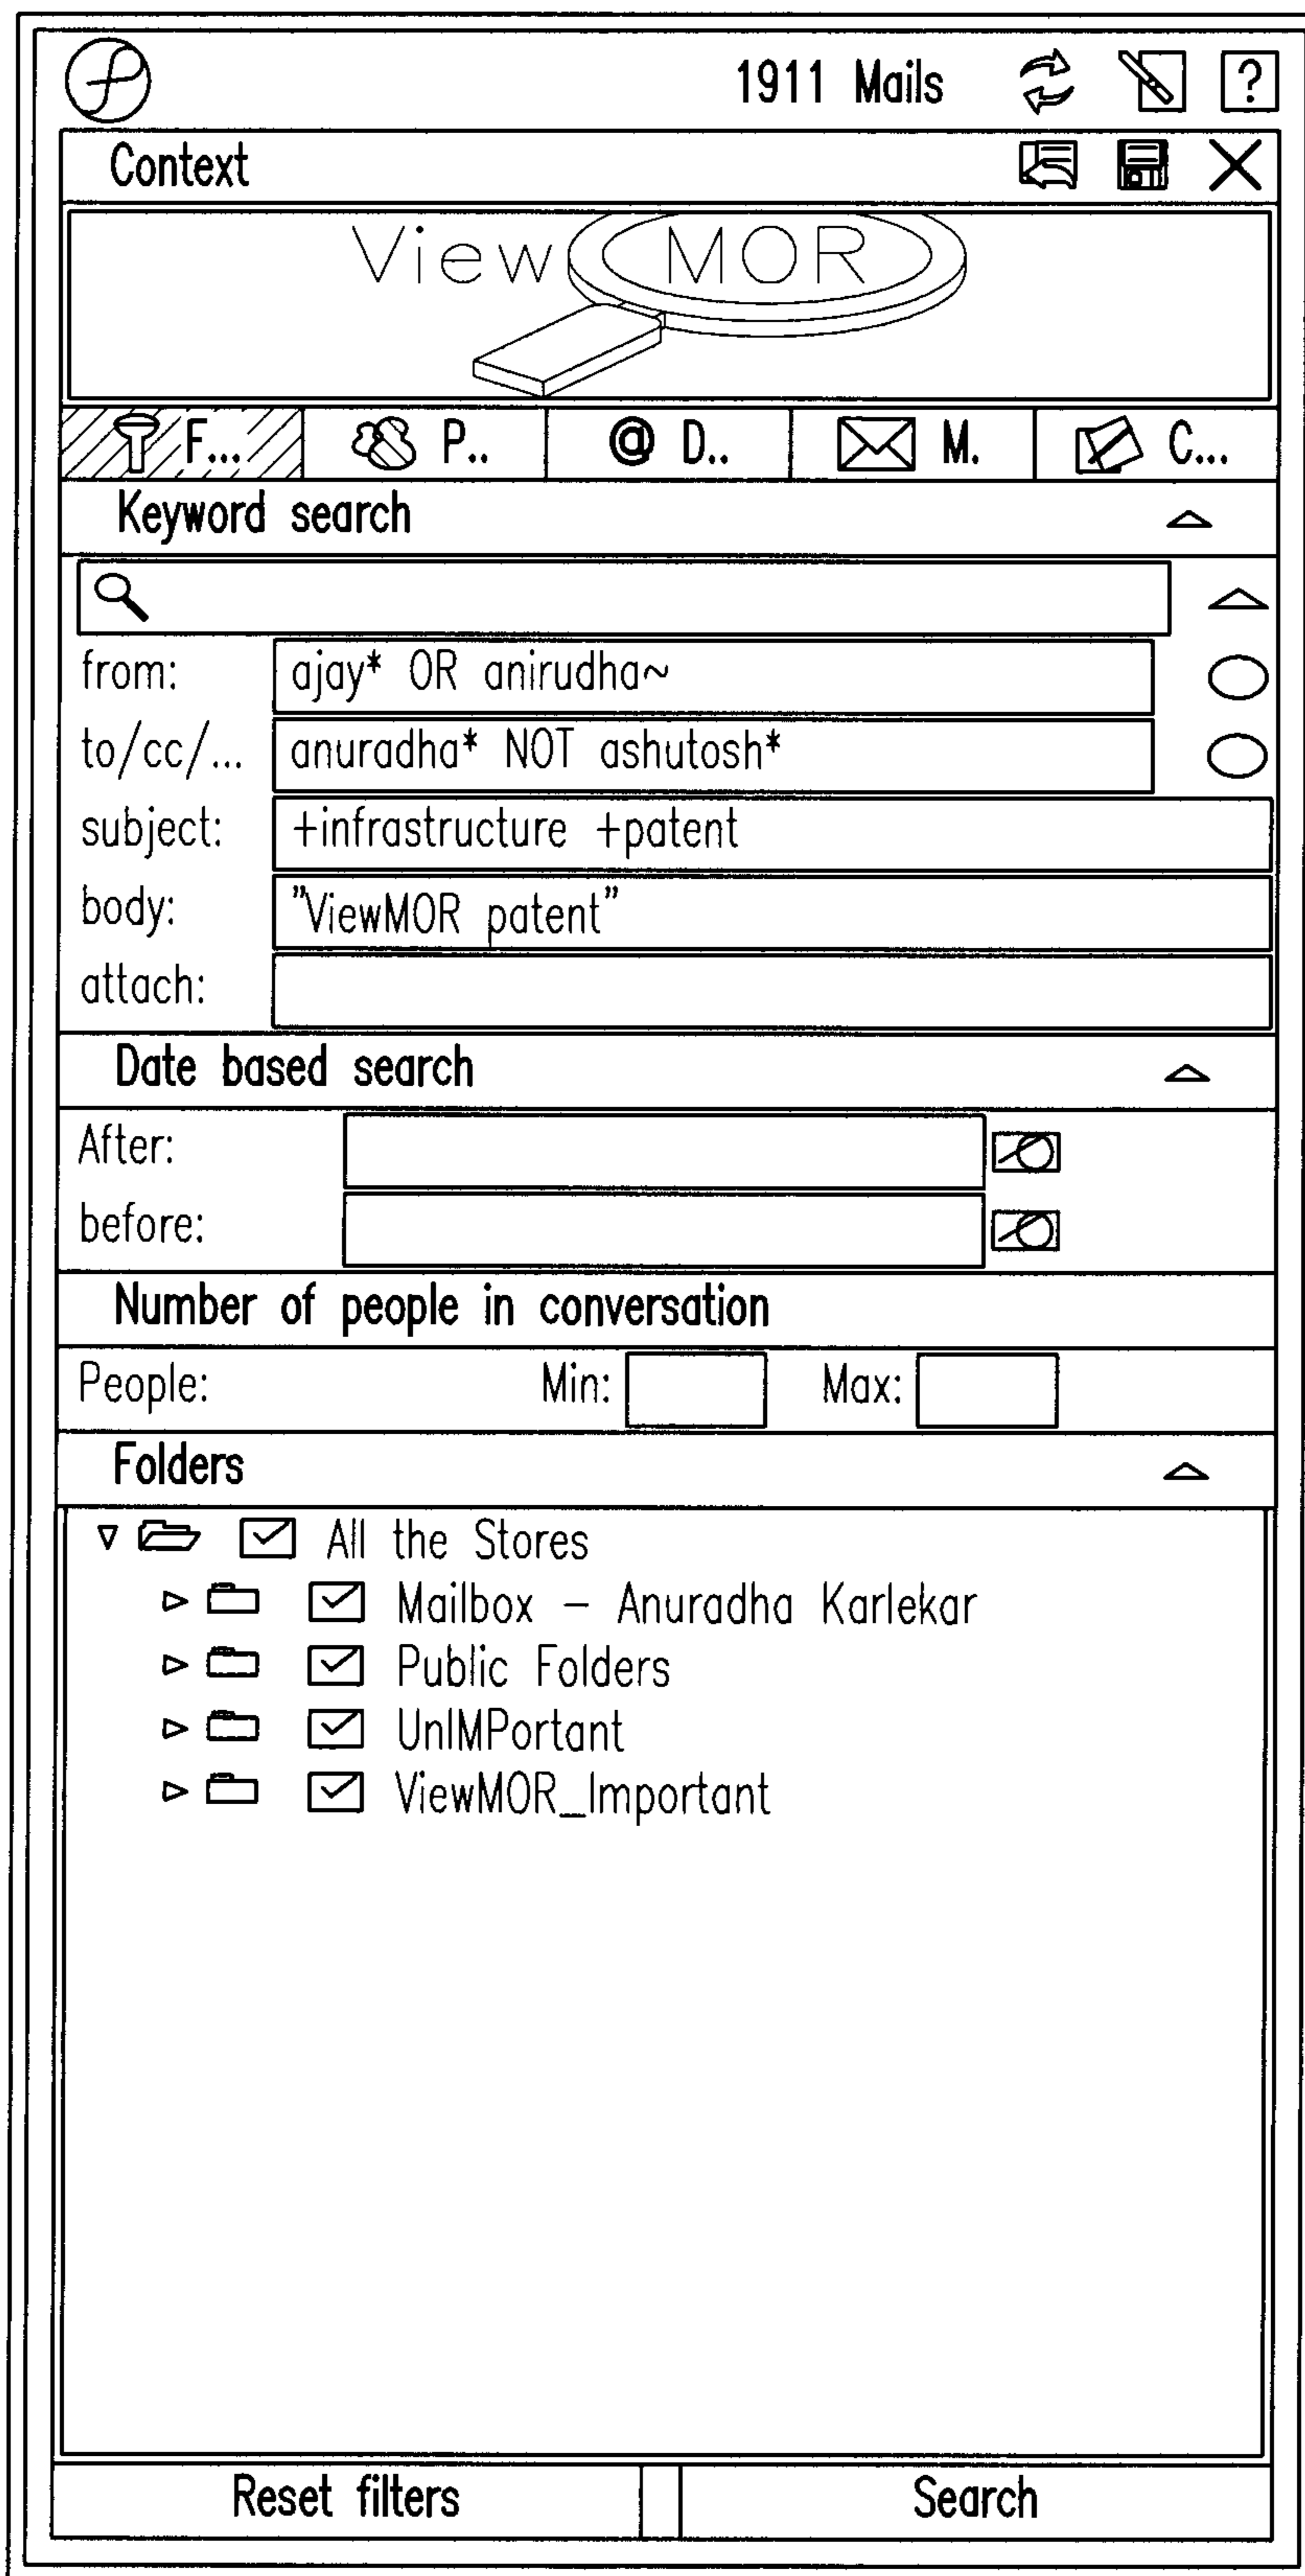 1911 Mails ?
Context
View MOR
F... P.. @ D.. M. C...
Keyword search
from: ajay* OR anirudha~
to/cc/... anuradha* NOT ashutosh*
subject: +infrastructure +patent
body: "ViewMOR patent"
attach:
Date based search
After:
before:
Number of people in conversation
People: Min: Max:
Folders
All the Stores
Mailbox - Anuradha Karlekar
Public Folders
UnIMPortant
ViewMOR_Important
Reset filters Search